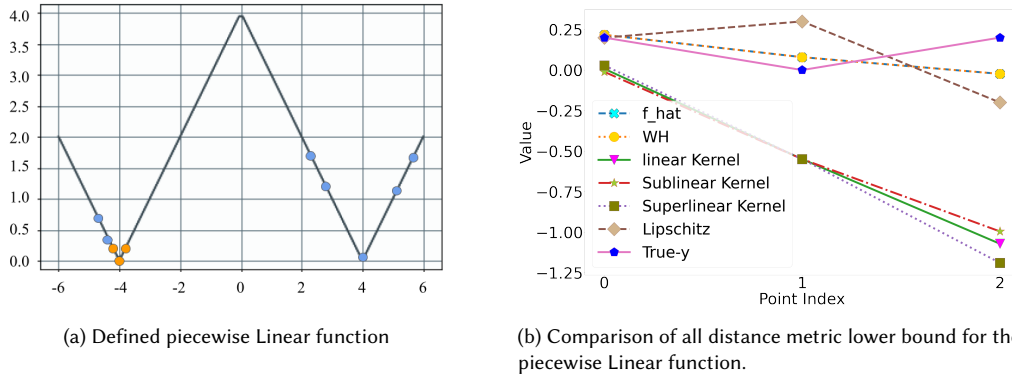 4.0
3.5
3.0
2.5
2.0
1.5
1.0
0.5
0.0
-6 -4 -2 0 2 4 6
(a) Defined piecewise Linear function
0.25
0.00
−0.25
−0.50
−0.75
−1.00
−1.25
Value
f_hat
WH
linear Kernel
Sublinear Kernel
Superlinear Kernel
Lipschitz
True-y
0 1 2
Point Index
(b) Comparison of all distance metric lower bound for the
piecewise Linear function.